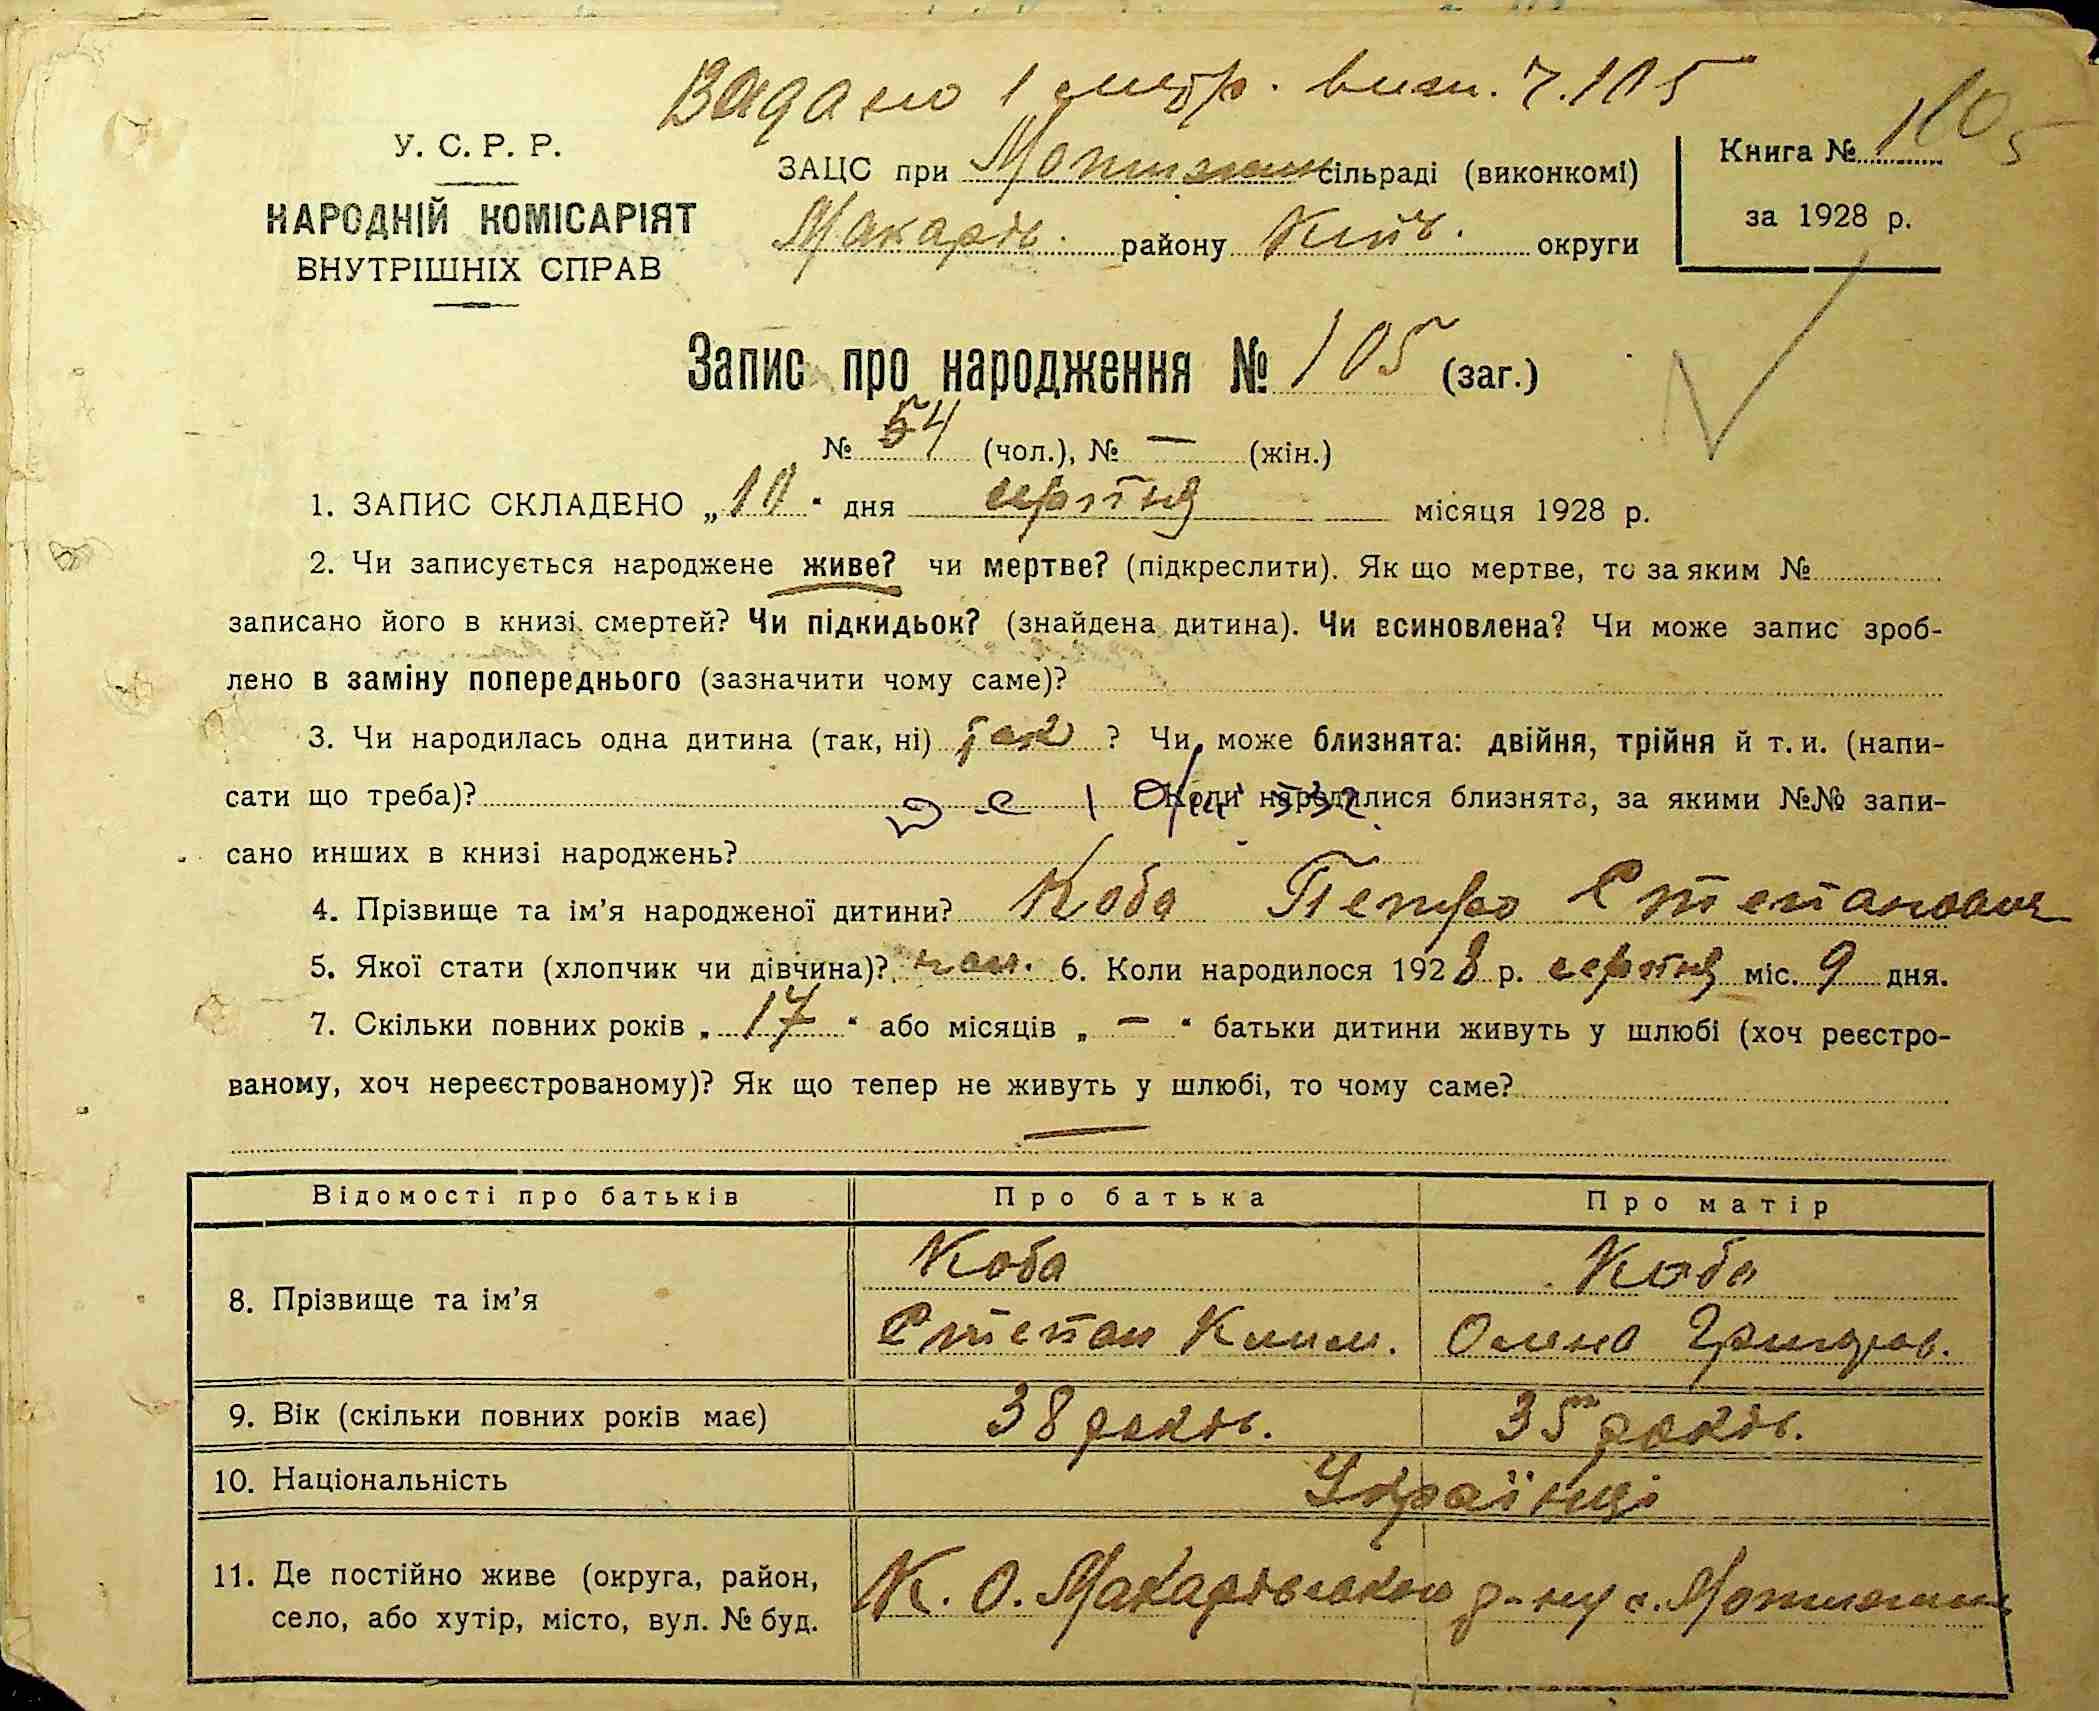 Видано 1 метр. вип. 7.105
У. С. Р. Р.
НАРОДНІЙ КОМІСАРІЯТ
ВНУТРІШНІХ СПРАВ
ЗАЦС при Мотижин сільраді (виконкомі)
Макарів. району Київ. округи
Книга № 105
за 1928 р.
Запис про народження № 105 (заг.)
№ 54 (чол.), № — (жін.)
1. ЗАПИС СКЛАДЕНО „10“ дня серпня місяця 1928 р.
2. Чи записується народжене живе? чи мертве? (підкреслити). Як що мертве, то за яким №
записано його в книзі смертей? Чи підкидьок? (знайдена дитина). Чи всиновлена? Чи може запис зроб-
лено в заміну попереднього (зазначити чому саме)?
3. Чи народилась одна дитина (так, ні) так ? Чи може близнята: двійня, трійня й т. и. (напи-
сати що треба)? Коли народилися близнята, за якими №№ запи-
сано инших в книзі народжень?
4. Прізвище та ім’я народженої дитини? Коба Петро Степанович
5. Якої стати (хлопчик чи дівчина)? чол. 6. Коли народилося 1928 р. серпня міс. 9 дня.
7. Скільки повних років „17“ або місяців „—“ батьки дитини живуть у шлюбі (хоч реєстро-
ваному, хоч нереєстрованому)? Як що тепер не живуть у шлюбі, то чому саме?
—
Відомості про батьків Про батька Про матір
8. Прізвище та ім’я Коба Коба
Степан Клим. Олена Григоров.
9. Вік (скільки повних років має) 38 років. 35 років.
10. Національність Українці
11. Де постійно живе (округа, район, село, або хутір, місто, вул. № буд. К. О. Макарівського р-ну с. Мотижин